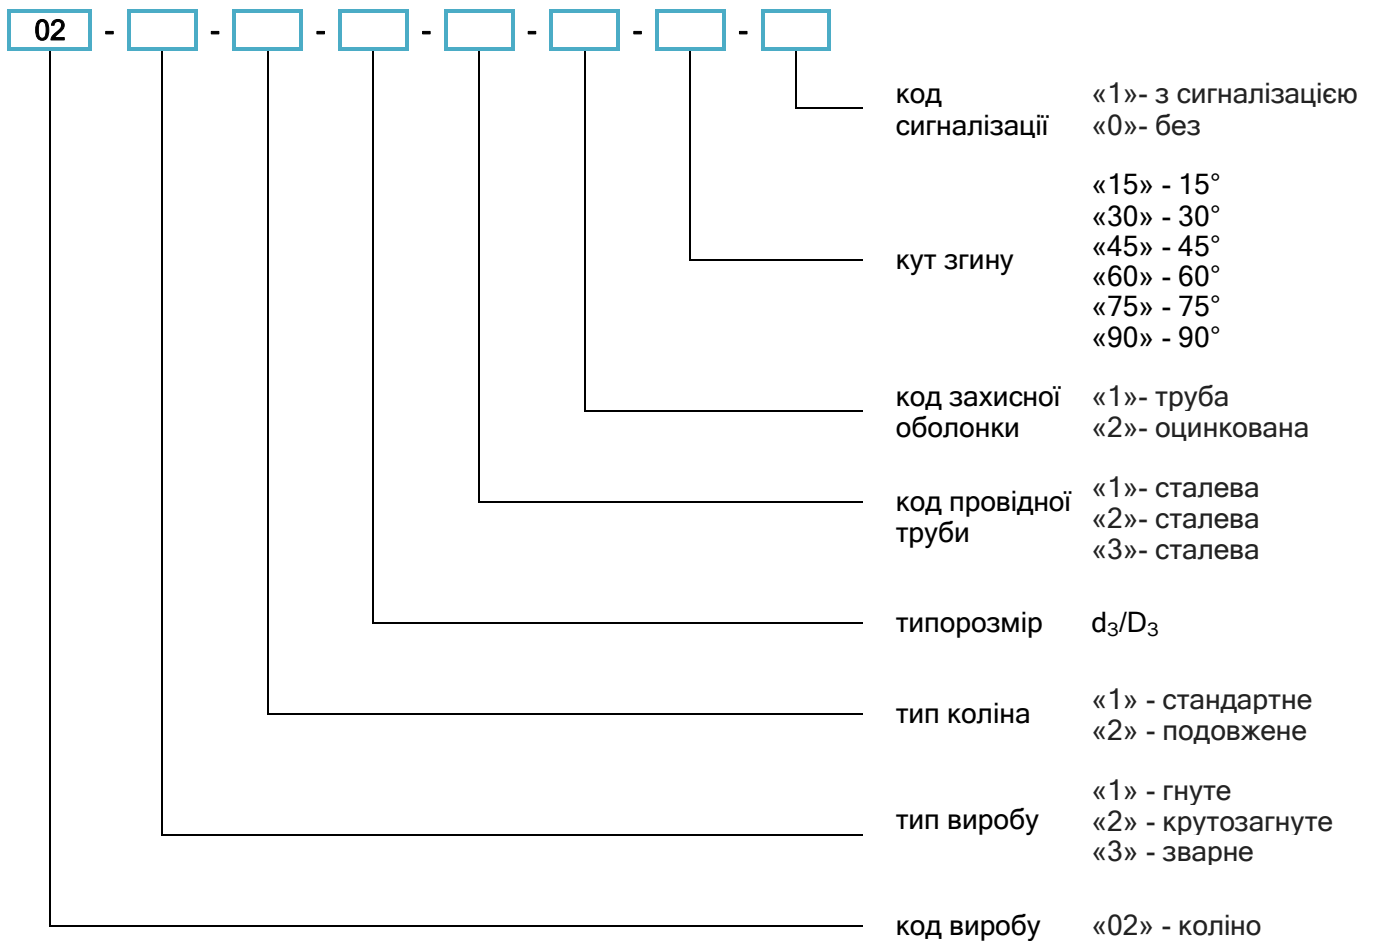 02 - - - - - - -
код «1»- з сигналізацією
сигналізації «0»- без
«15» - 15°
«30» - 30°
«45» - 45°
кут згину
«60» - 60°
«75» - 75°
«90» - 90°
код захисної «1»- труба
оболонки «2»- оцинкована
«1»- сталева
код провідної «2»- сталева
труби «3»- сталева
типорозмір d₃/D₃
тип коліна «1» - стандартне
«2» - подовжене
«1» - гнуте
тип виробу «2» - крутозагнуте
«3» - зварне
код виробу «02» - коліно